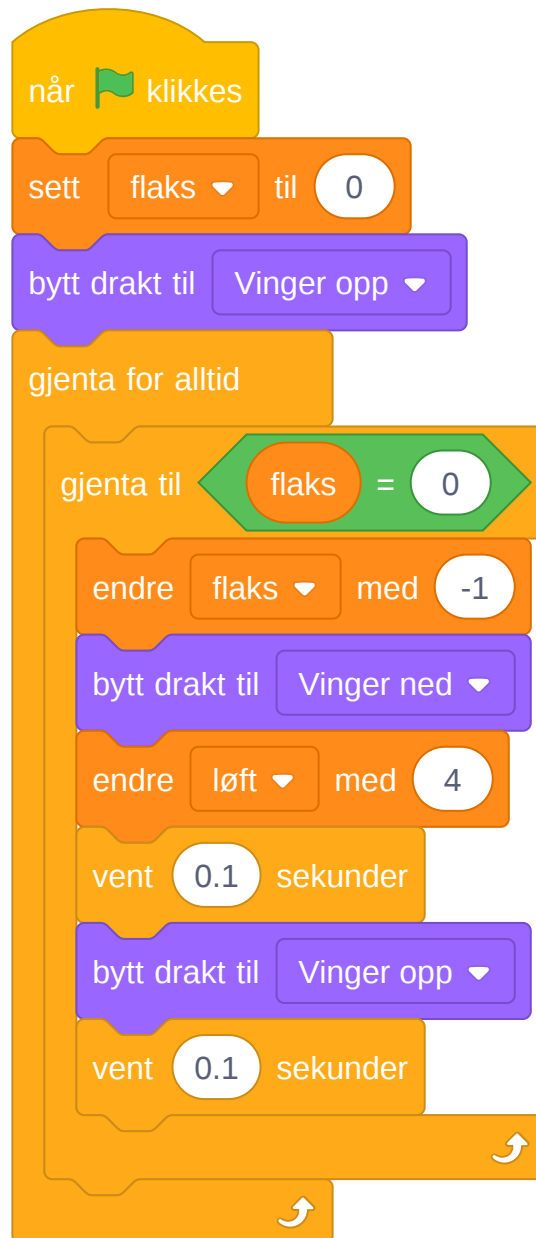 når klikkes
sett flaks til 0
bytt drakt til Vinger opp
gjenta for alltid
gjenta til flaks = 0
endre flaks med -1
bytt drakt til Vinger ned
endre løft med 4
vent 0.1 sekunder
bytt drakt til Vinger opp
vent 0.1 sekunder